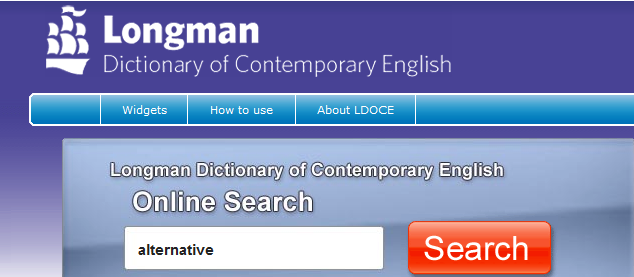 Longman
Dictionary of Contemporary English
Widgets How to use About LDOCE
Longman Dictionary of Contemporary English
Online Search
alternative Search